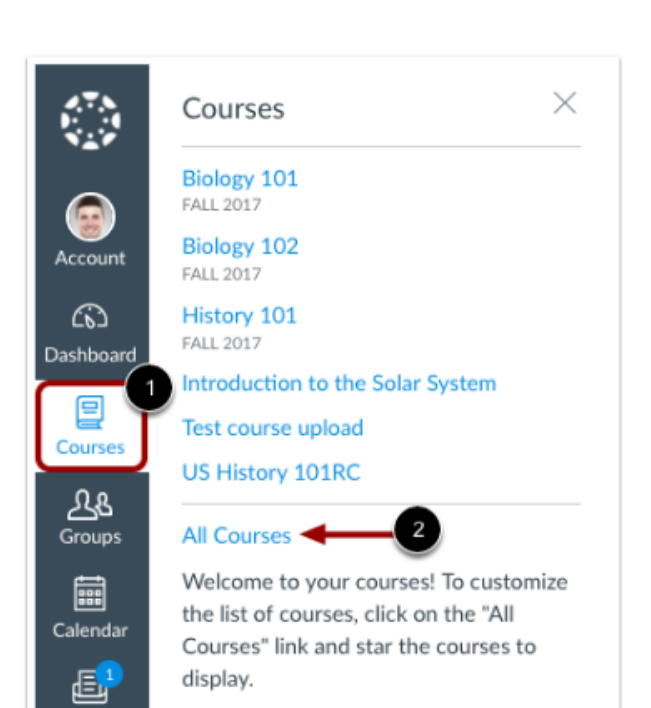 Courses
Biology 101
FALL 2017
Biology 102
FALL 2017
History 101
FALL 2017
Introduction to the Solar System
Test course upload
US History 101RC
All Courses
2
Welcome to your courses! To customize
the list of courses, click on the "All
Courses" link and star the courses to
display.
Account
Dashboard
1
Courses
Groups
Calendar
1